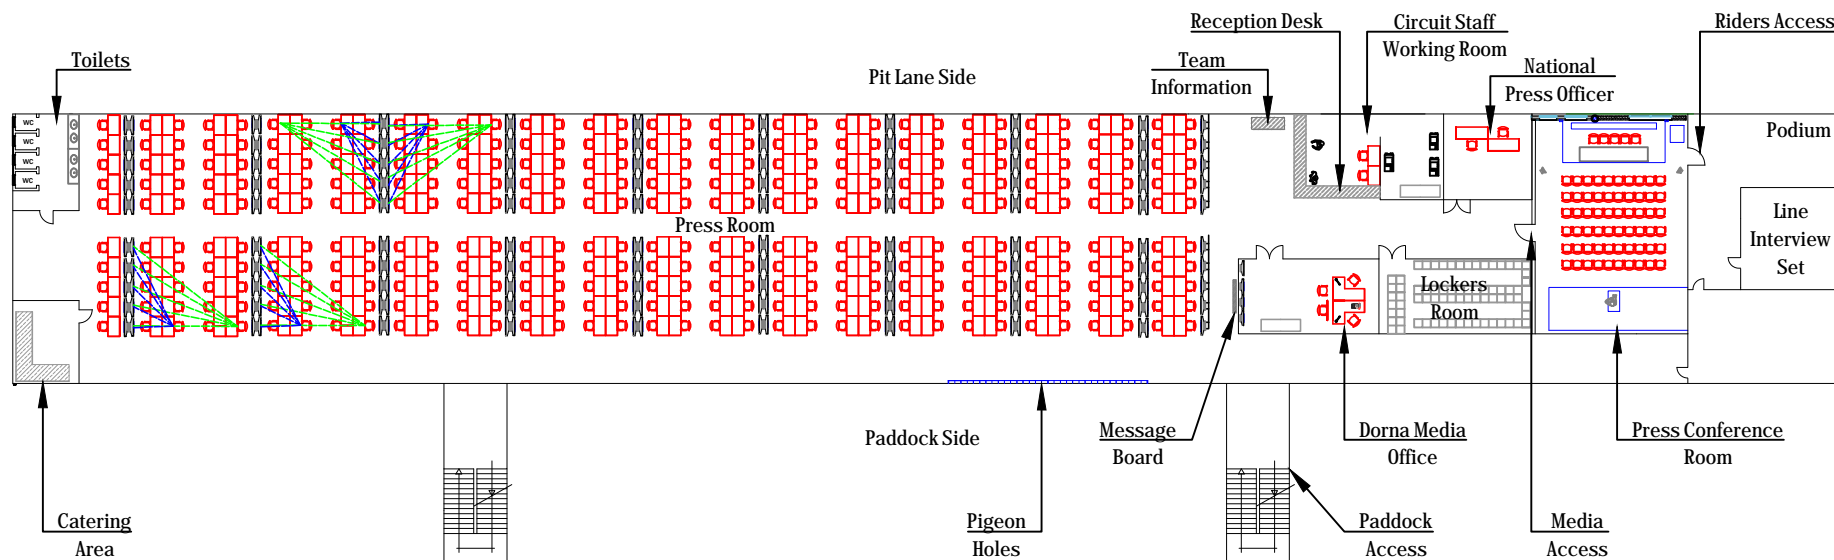 Reception Desk
Circuit Staff
Working Room
Riders Access
Toilets
Team
Information
National
Press Officer
Pit Lane Side
WC
WC
WC
WC
Podium
Press Room
Line
Interview
Set
Lockers
Room
Paddock Side
Message
Board
Dorna Media
Office
Press Conference
Room
Catering
Area
Pigeon
Holes
Paddock
Access
Media
Access